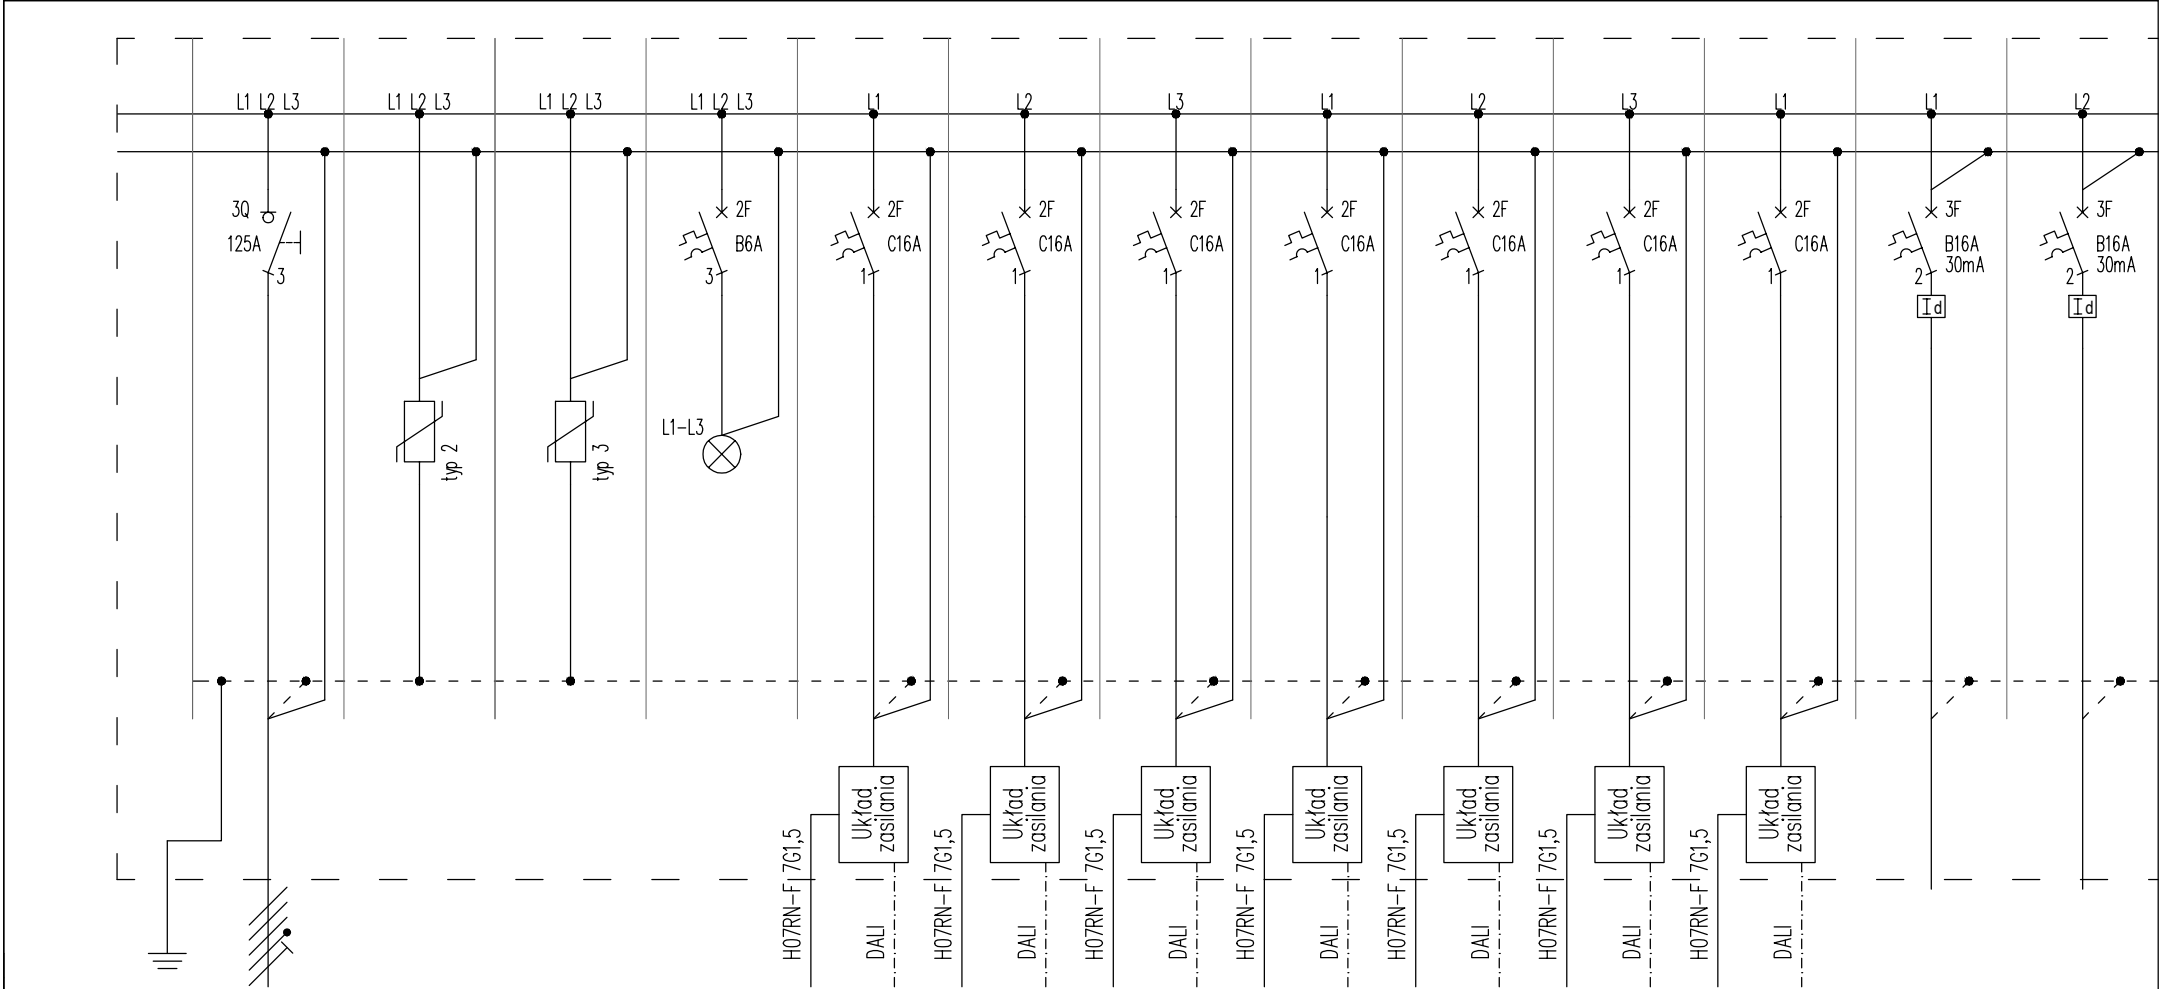 L1 L2 L3
L1 L2 L3
L1 L2 L3
L1 L2 L3
L1
L2
L3
L1
L2
L3
L1
L1
L2
3Q
125A
3
2F
B6A
3
2F
C16A
1
2F
C16A
1
2F
C16A
1
2F
C16A
1
2F
C16A
1
2F
C16A
1
2F
C16A
1
3F
B16A
30mA
2
Id
3F
B16A
30mA
2
Id
typ 2
typ 3
L1-L3
Układ
zasilania
Układ
zasilania
Układ
zasilania
Układ
zasilania
Układ
zasilania
Układ
zasilania
Układ
zasilania
H07RN-F 7G1,5
DALI
H07RN-F 7G1,5
DALI
H07RN-F 7G1,5
DALI
H07RN-F 7G1,5
DALI
H07RN-F 7G1,5
DALI
H07RN-F 7G1,5
DALI
H07RN-F 7G1,5
DALI